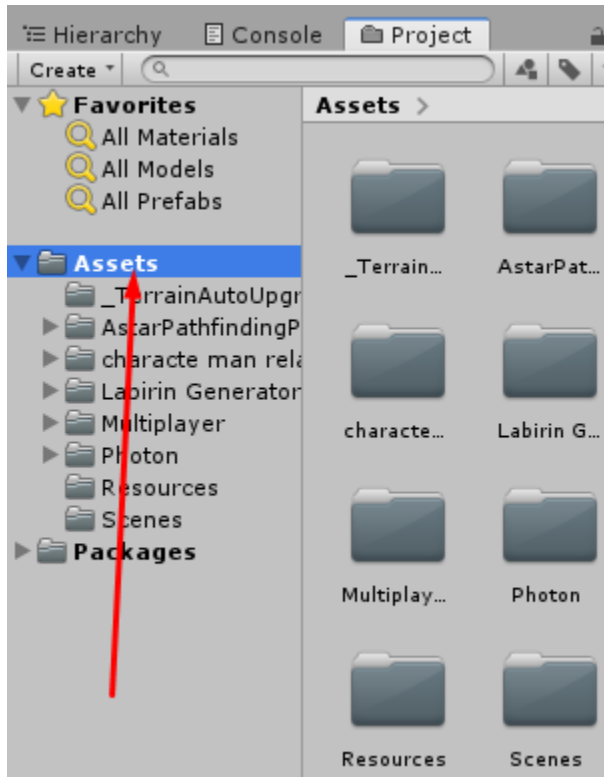 Hierarchy Console Project
Create
Favorites
All Materials
All Models
All Prefabs
Assets
_TerrainAutoUpgr
AstarPathfindingP
characte man rela
Labirin Generator
Multiplayer
Photon
Resources
Scenes
Packages
Assets >
_Terrain... AstarPat...
characte... Labirin G...
Multiplay... Photon
Resources Scenes